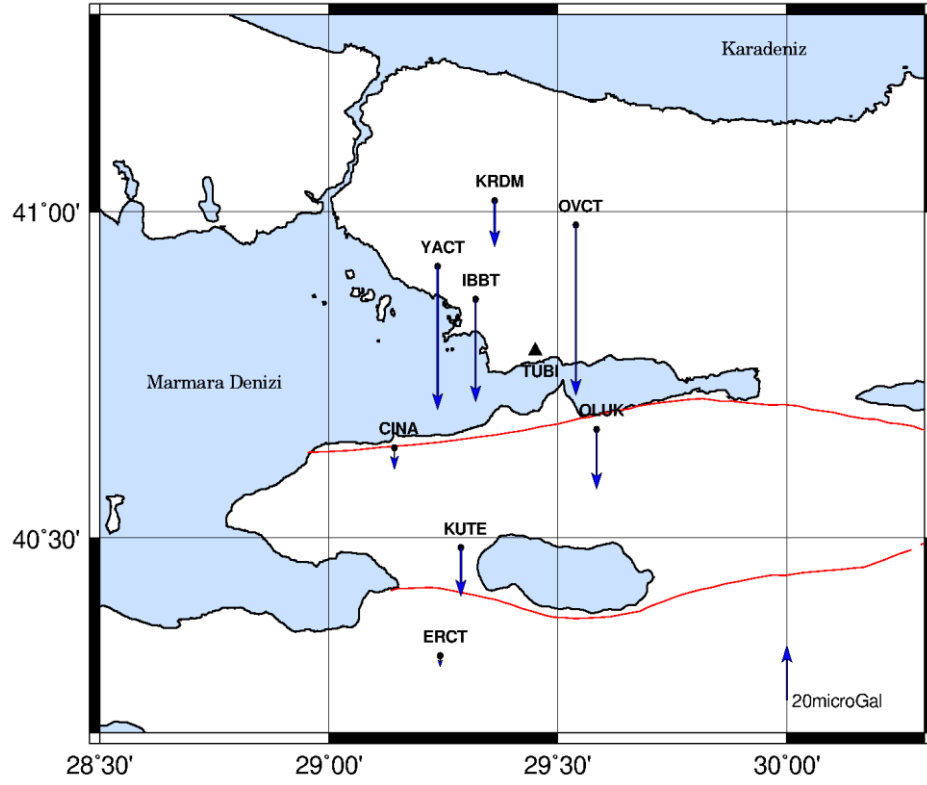 Karadeniz
KRDM
41°00'
OVCT
YACT
IBBT
TUBI
Marmara Denizi
OLUK
CINA
40°30'
KUTE
ERCT
20microGal
28°30'
29°00'
29°30'
30°00'